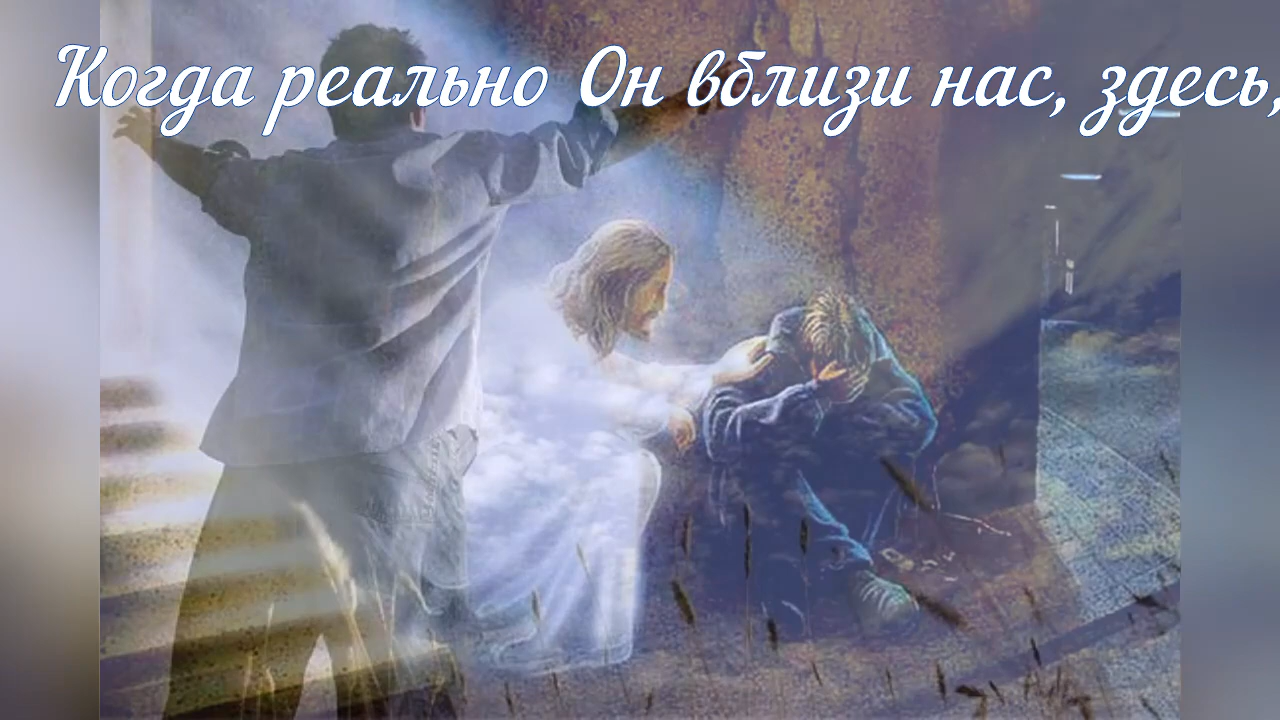 Когда реально Он вблизи нас, здесь,